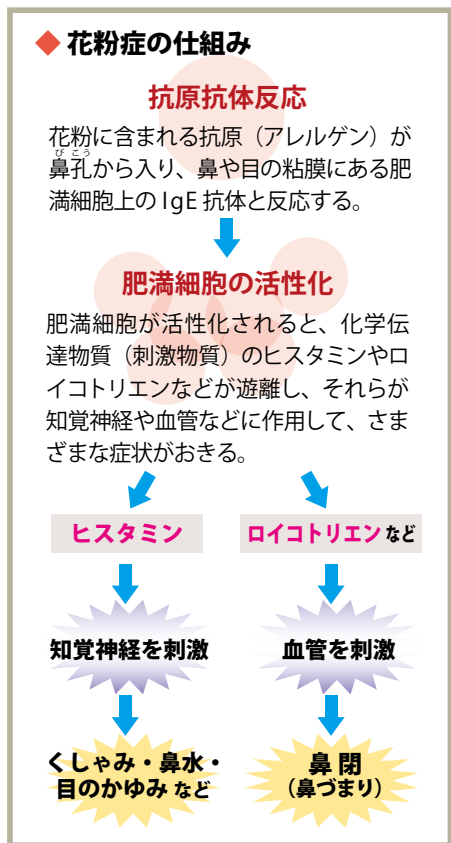 ◆ 花粉症の仕組み
抗原抗体反応
花粉に含まれる抗原（アレルゲン）が
びこう
鼻孔から入り、鼻や目の粘膜にある肥
満細胞上の IgE 抗体と反応する。
肥満細胞の活性化
肥満細胞が活性化されると、化学伝
達物質（刺激物質）のヒスタミンやロ
イコトリエンなどが遊離し、それらが
知覚神経や血管などに作用して、さま
ざまな症状がおきる。
ヒスタミン
ロイコトリエン など
知覚神経を刺激
血管を刺激
くしゃみ・鼻水・
目のかゆみ など
鼻 閉
（鼻づまり）